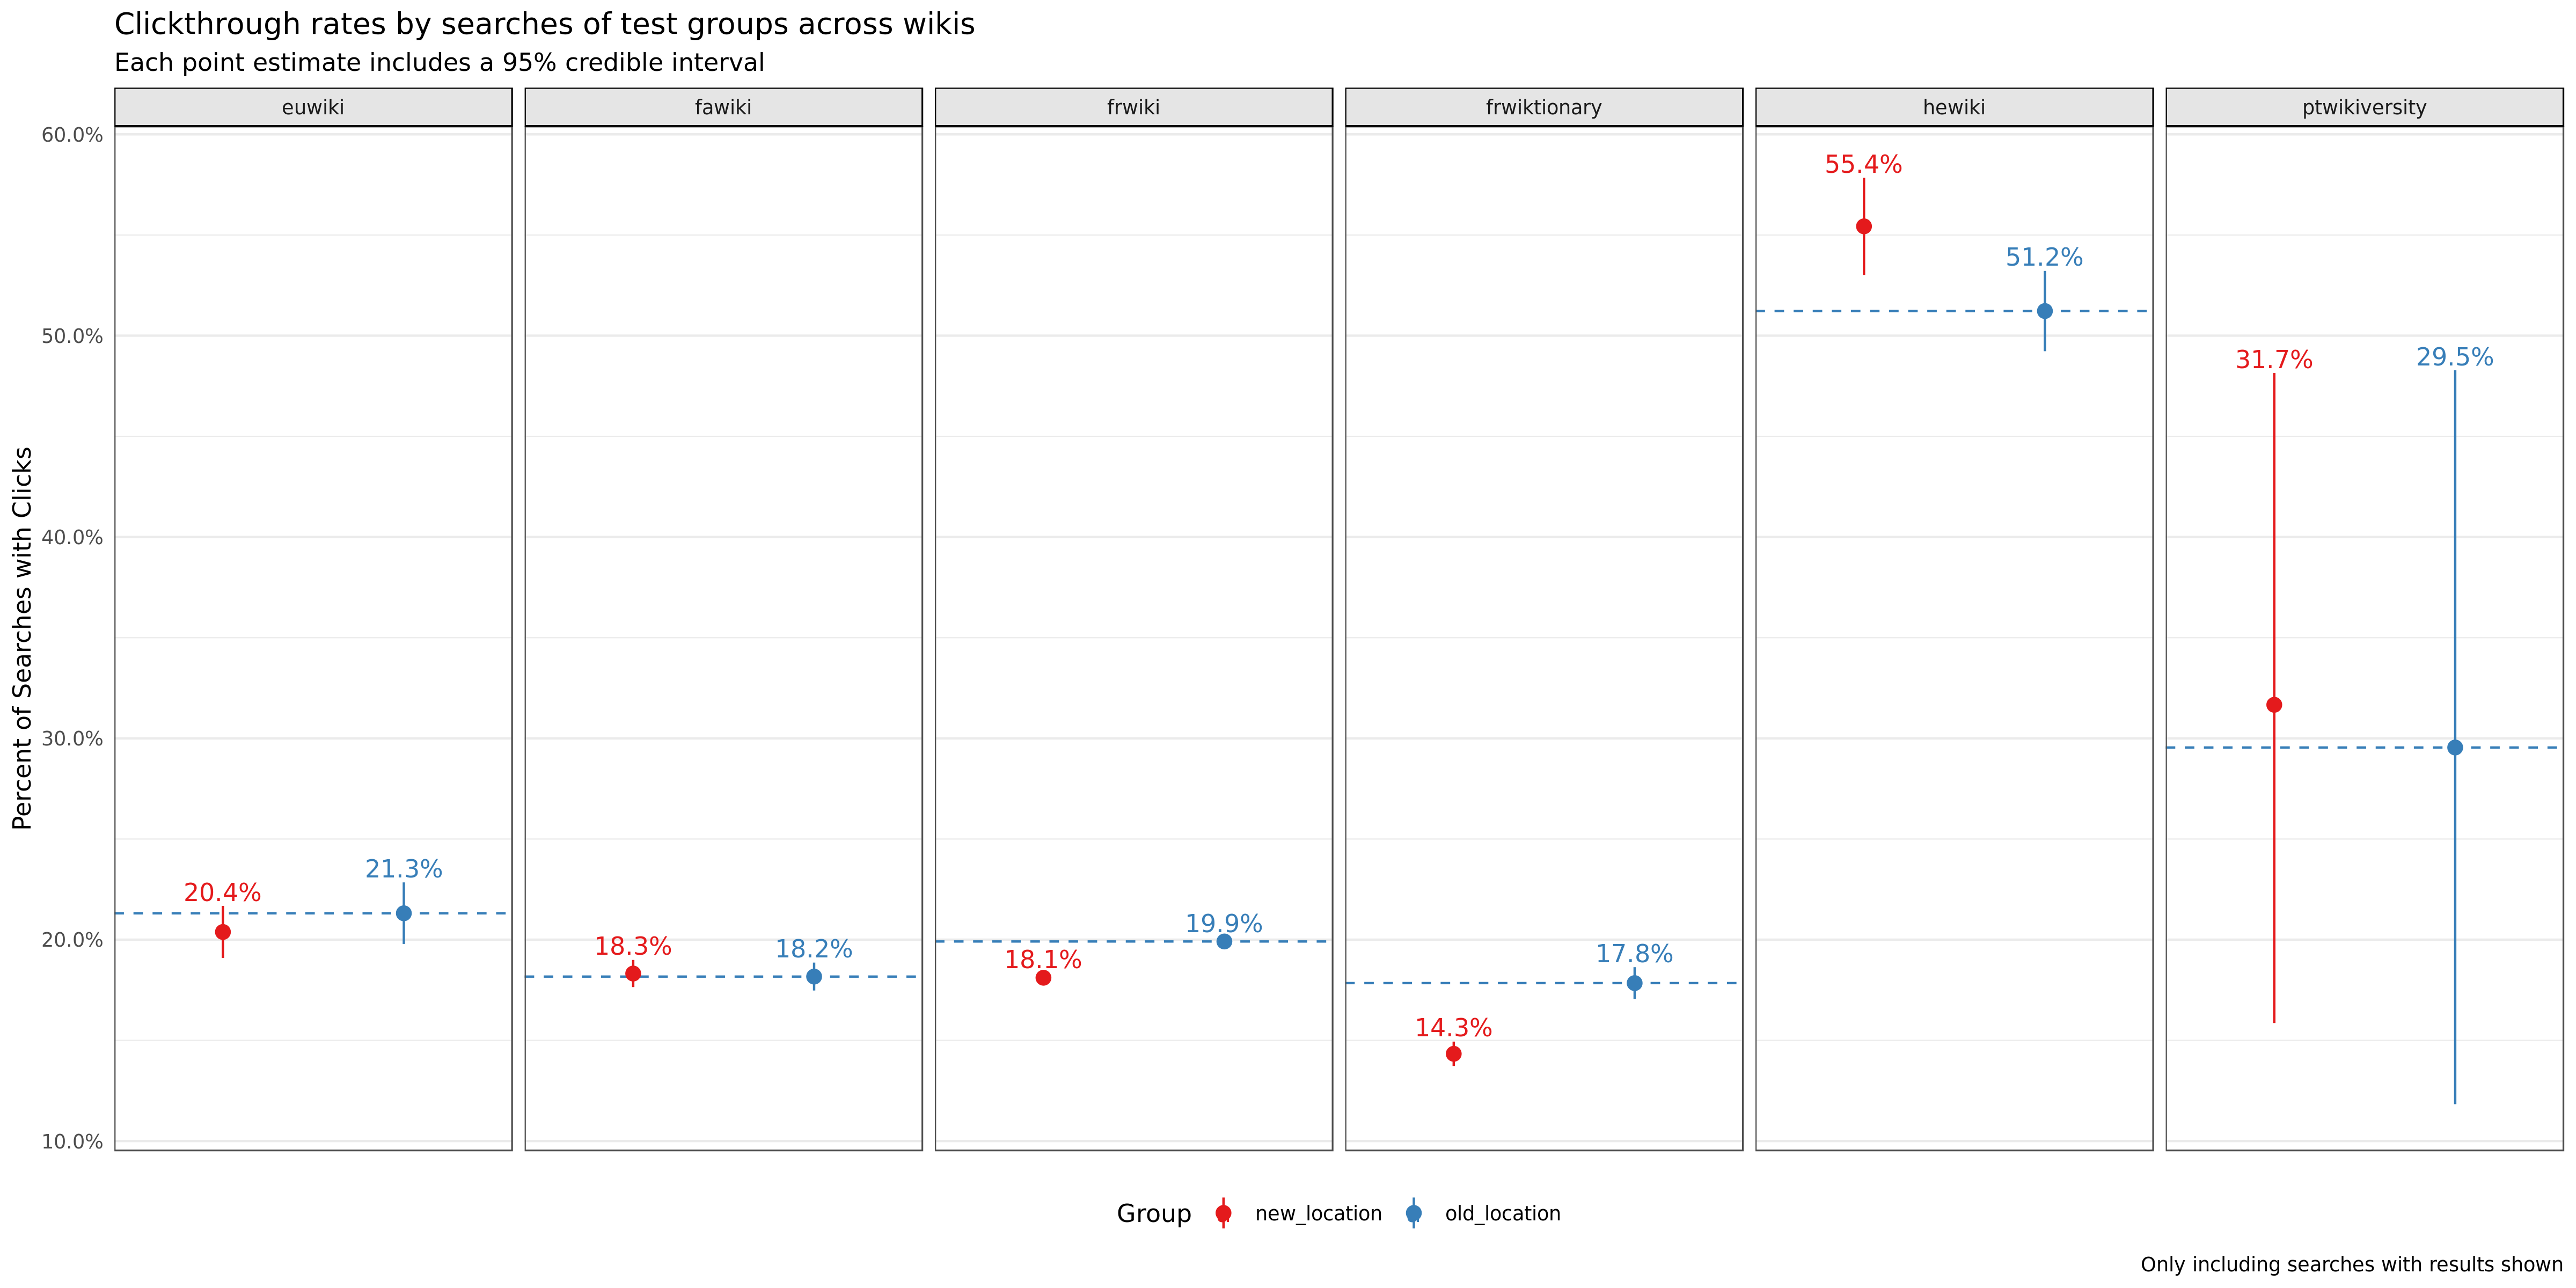 Clickthrough rates by searches of test groups across wikis
Each point estimate includes a 95% credible interval
euwiki
fawiki
frwiki
frwiktionary
hewiki
ptwikiversity
Percent of Searches with Clicks
60.0%
50.0%
40.0%
30.0%
20.0%
10.0%
20.4%
21.3%
18.3%
18.2%
18.1%
19.9%
14.3%
17.8%
55.4%
51.2%
31.7%
29.5%
Group
new_location
old_location
Only including searches with results shown